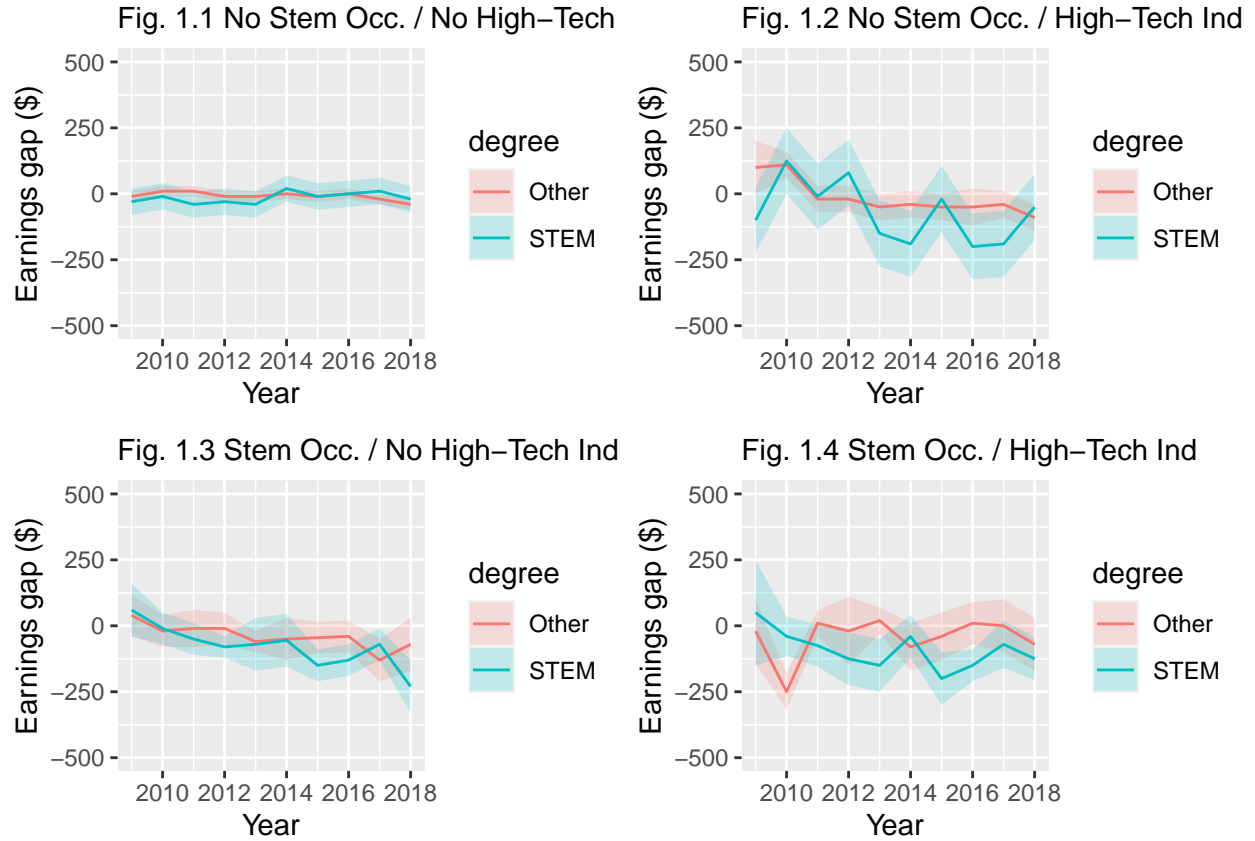 Fig. 1.1 No Stem Occ. / No High−Tech
500
250
0
−250
−500
Earnings gap ($)
2010 2012 2014 2016 2018
Year
degree
Other
STEM
Fig. 1.2 No Stem Occ. / High−Tech Ind
500
250
0
−250
−500
Earnings gap ($)
2010 2012 2014 2016 2018
Year
degree
Other
STEM
Fig. 1.3 Stem Occ. / No High−Tech Ind
500
250
0
−250
−500
Earnings gap ($)
2010 2012 2014 2016 2018
Year
degree
Other
STEM
Fig. 1.4 Stem Occ. / High−Tech Ind
500
250
0
−250
−500
Earnings gap ($)
2010 2012 2014 2016 2018
Year
degree
Other
STEM